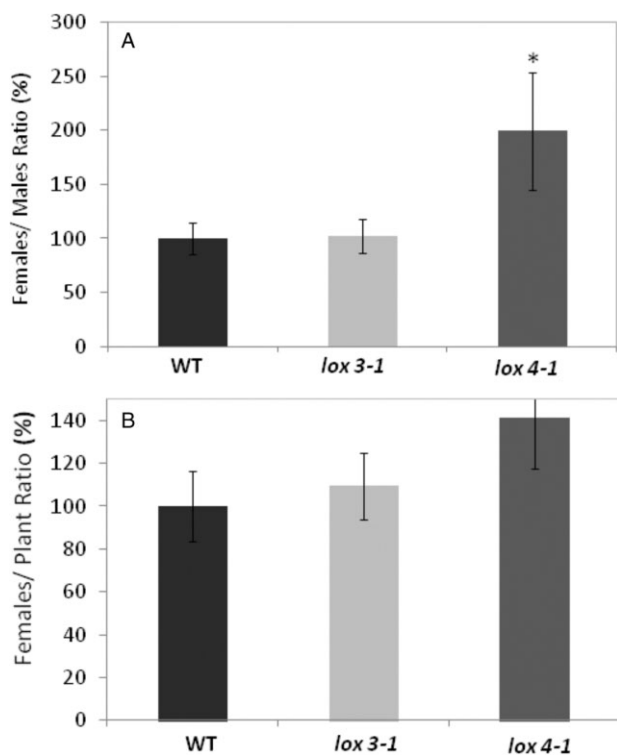 A
Females/ Males Ratio (%)
300
250
200
150
100
50
0
*
WT
lox 3-1
lox 4-1
B
Females/ Plant Ratio (%)
140
120
100
80
60
40
20
0
WT
lox 3-1
lox 4-1